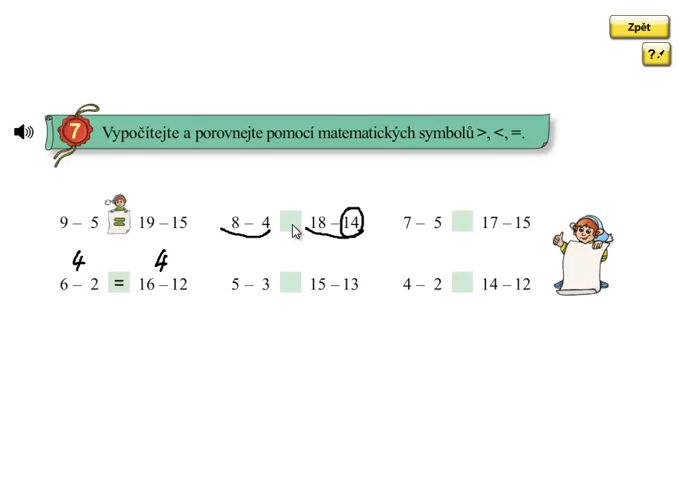 Zpět
?
7 Vypočítejte a porovnejte pomocí matematických symbolů >, <, =.
9 – 5 = 19 – 15 8 – 4 18 – 14 7 – 5 17 – 15
4 4
6 – 2 = 16 – 12 5 – 3 15 – 13 4 – 2 14 – 12